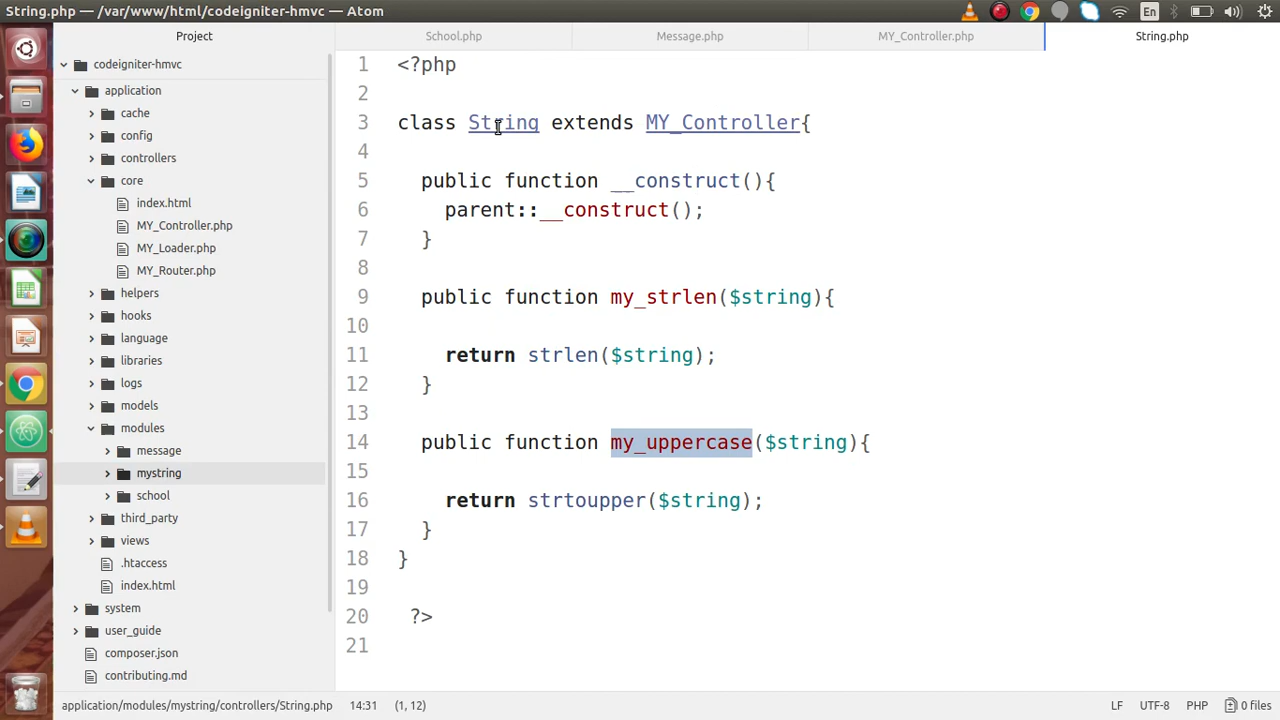 String.php — /var/www/html/codeigniter-hmvc — Atom
En
Project
School.php
Message.php
MY_Controller.php
String.php
codeigniter-hmvc
application
cache
config
controllers
core
index.html
MY_Controller.php
MY_Loader.php
MY_Router.php
helpers
hooks
language
libraries
logs
models
modules
message
mystring
school
third_party
views
.htaccess
index.html
system
user_guide
composer.json
contributing.md
1 <?php
2
3 class String extends MY_Controller{
4
5 public function __construct(){
6 parent::__construct();
7 }
8
9 public function my_strlen($string){
10
11 return strlen($string);
12 }
13
14 public function my_uppercase($string){
15
16 return strtoupper($string);
17 }
18 }
19
20 ?>
21
application/modules/mystring/controllers/String.php 14:31 (1, 12) LF UTF-8 PHP 0 files